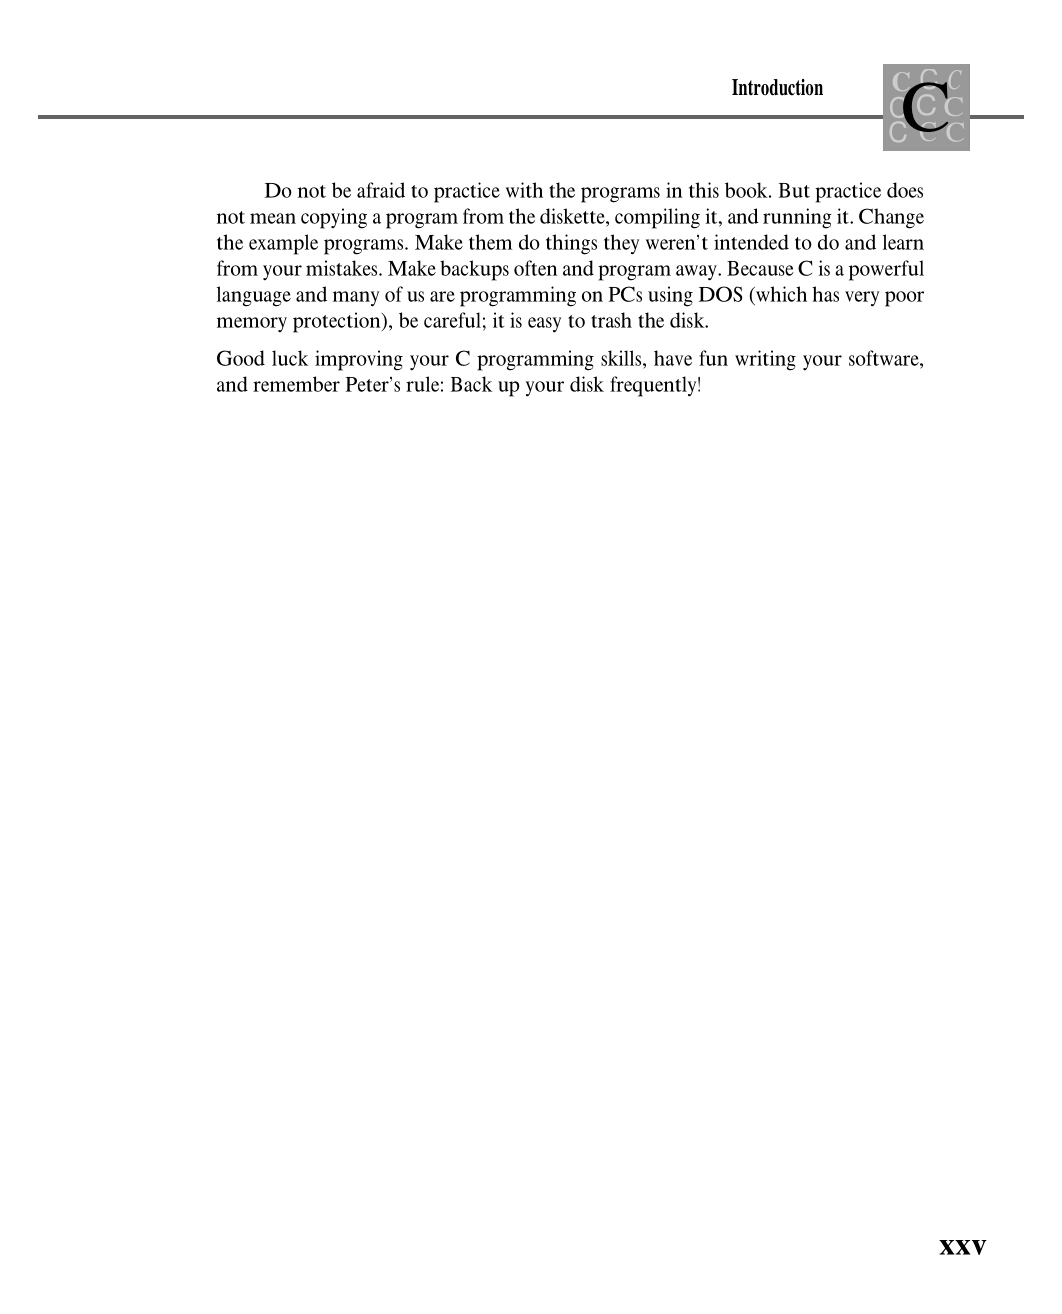 Introduction
C C C
C C C
C C C
C
Do not be afraid to practice with the programs in this book. But practice does
not mean copying a program from the diskette, compiling it, and running it. Change
the example programs. Make them do things they weren't intended to do and learn
from your mistakes. Make backups often and program away. Because C is a powerful
language and many of us are programming on PCs using DOS (which has very poor
memory protection), be careful; it is easy to trash the disk.
Good luck improving your C programming skills, have fun writing your software,
and remember Peter's rule: Back up your disk frequently!
xxv